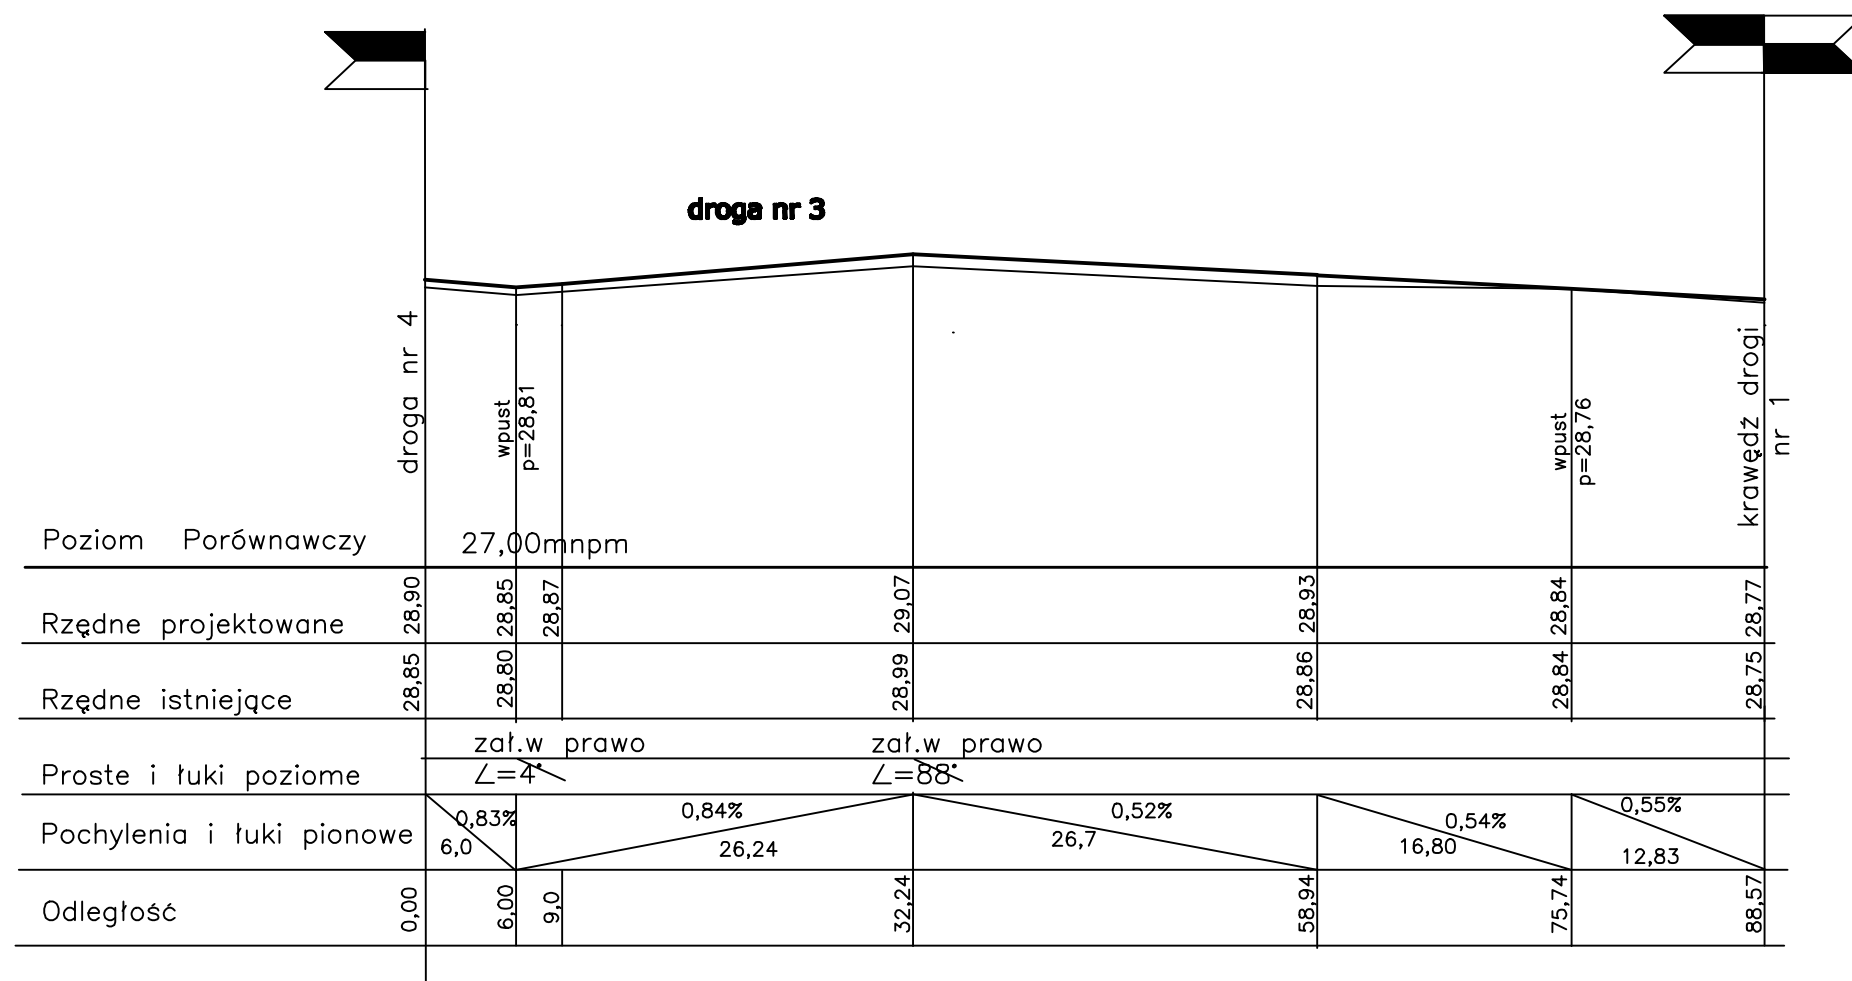 droga nr 3
droga nr 4
wpust
p=28,81
wpust
p=28,76
krawędź drogi
nr 1
Poziom Porównawczy 27,00mnpm
Rzędne projektowane 28,90 28,85 28,87 29,07 28,93 28,84 28,77
Rzędne istniejące 28,85 28,80 28,99 28,86 28,84 28,75
zał.w prawo zał.w prawo
Proste i łuki poziome ∠=4° ∠=88°
0,83% 0,84% 0,52% 0,54% 0,55%
Pochylenia i łuki pionowe 6,0 26,24 26,7 16,80 12,83
Odległość 0,00 6,00 9,0 32,24 58,94 75,74 88,57